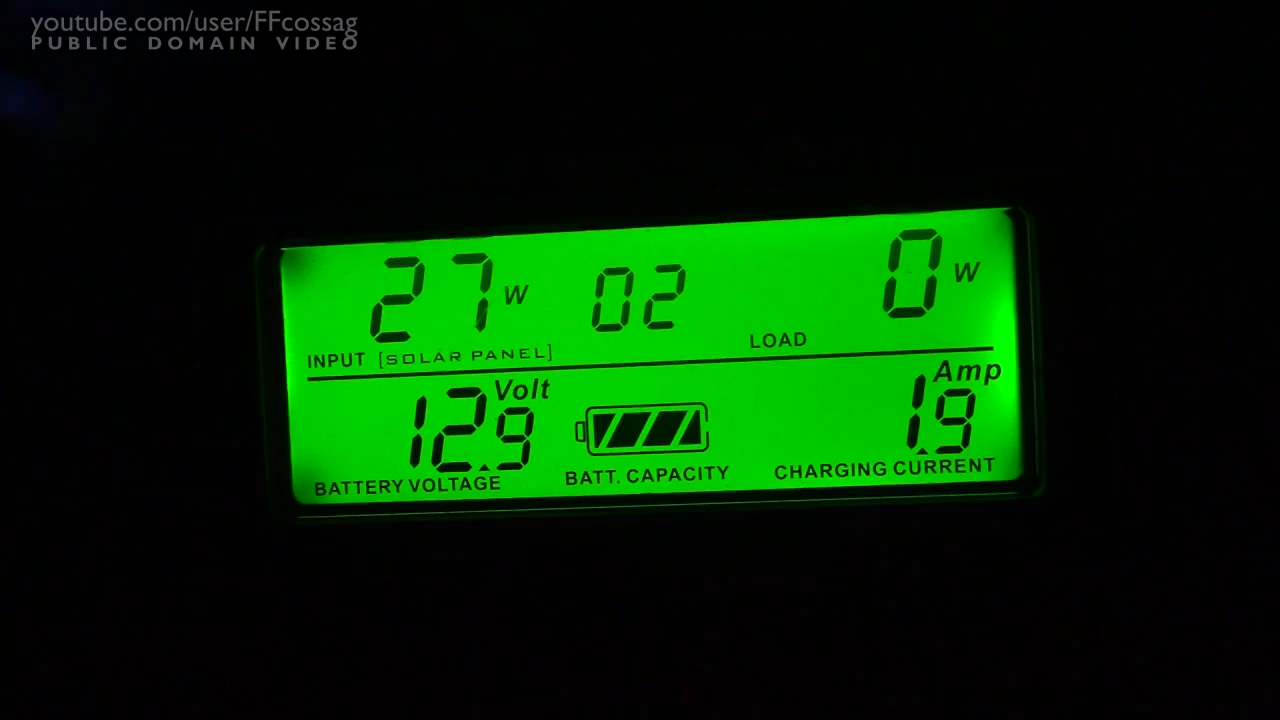 youtube.com/user/FFcossag
PUBLIC DOMAIN VIDEO
27 W 02 0 W
INPUT [SOLAR PANEL] LOAD
12.9 Volt 1.9 Amp
BATTERY VOLTAGE BATT. CAPACITY CHARGING CURRENT